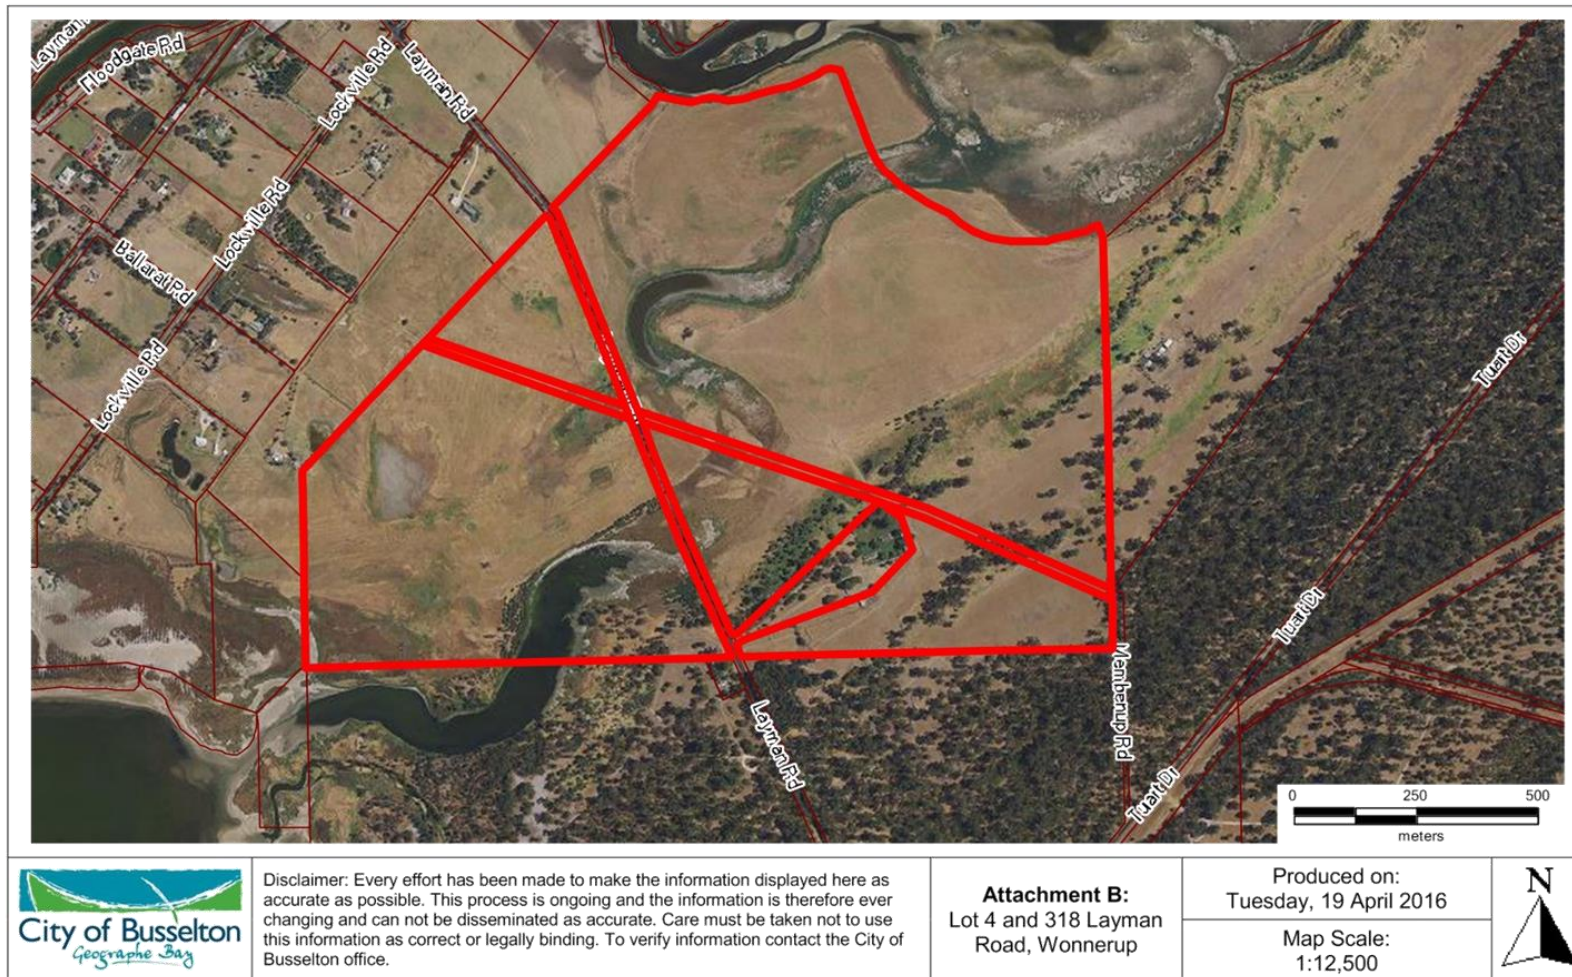 Layman
Floodgate Rd
Lockville Rd
Layman Rd
Lockville Rd
Ballarat Rd
Lockville Rd
Tuart Dr
Tuart Dr
Memberup Rd
Layman Rd
Tuart Dr
0 250 500
meters
City of Busselton
Geographe Bay
Disclaimer: Every effort has been made to make the information displayed here as
accurate as possible. This process is ongoing and the information is therefore ever
changing and can not be disseminated as accurate. Care must be taken not to use
this information as correct or legally binding. To verify information contact the City of
Busselton office.
Attachment B:
Lot 4 and 318 Layman
Road, Wonnerup
Produced on:
Tuesday, 19 April 2016
Map Scale:
1:12,500
N